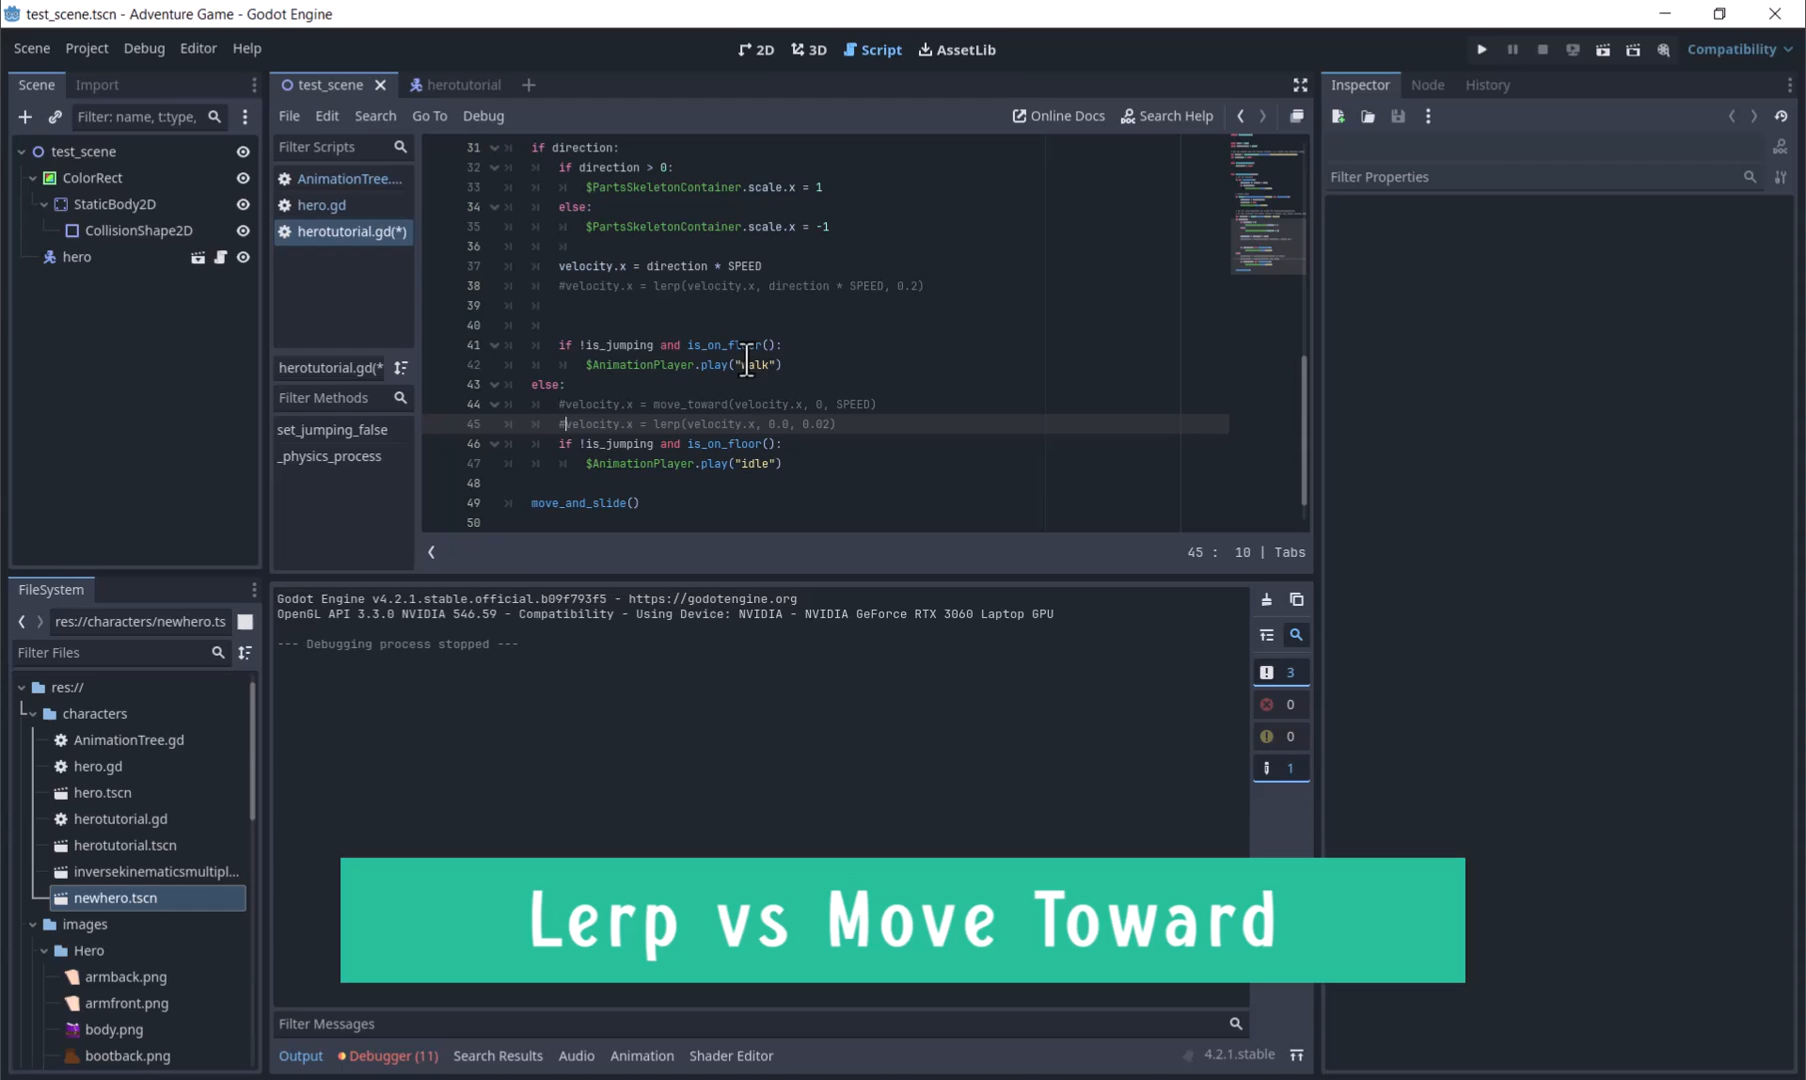 test_scene.tscn - Adventure Game - Godot Engine
Scene Project Debug Editor Help
2D 3D Script AssetLib
Compatibility
Scene Import
Filter: name, t:type,
test_scene
ColorRect
StaticBody2D
CollisionShape2D
hero
test_scene herotutorial
File Edit Search Go To Debug
Online Docs Search Help
Filter Scripts
AnimationTree....
hero.gd
herotutorial.gd(*)
herotutorial.gd(*
Filter Methods
set_jumping_false
_physics_process
31 if direction:
32 if direction > 0:
33 $PartsSkeletonContainer.scale.x = 1
34 else:
35 $PartsSkeletonContainer.scale.x = -1
36
37 velocity.x = direction * SPEED
38 #velocity.x = lerp(velocity.x, direction * SPEED, 0.2)
39
40
41 if !is_jumping and is_on_floor():
42 $AnimationPlayer.play("walk")
43 else:
44 #velocity.x = move_toward(velocity.x, 0, SPEED)
45 #velocity.x = lerp(velocity.x, 0.0, 0.02)
46 if !is_jumping and is_on_floor():
47 $AnimationPlayer.play("idle")
48
49 move_and_slide()
50
45 : 10 | Tabs
Inspector Node History
Filter Properties
FileSystem
res://characters/newhero.ts
Filter Files
res://
characters
AnimationTree.gd
hero.gd
hero.tscn
herotutorial.gd
herotutorial.tscn
inversekinematicsmultipl...
newhero.tscn
images
Hero
armback.png
armfront.png
body.png
bootback.png
Godot Engine v4.2.1.stable.official.b09f793f5 - https://godotengine.org
OpenGL API 3.3.0 NVIDIA 546.59 - Compatibility - Using Device: NVIDIA - NVIDIA GeForce RTX 3060 Laptop GPU
--- Debugging process stopped ---
3
0
0
1
Lerp vs Move Toward
Filter Messages
Output Debugger (11) Search Results Audio Animation Shader Editor
4.2.1.stable